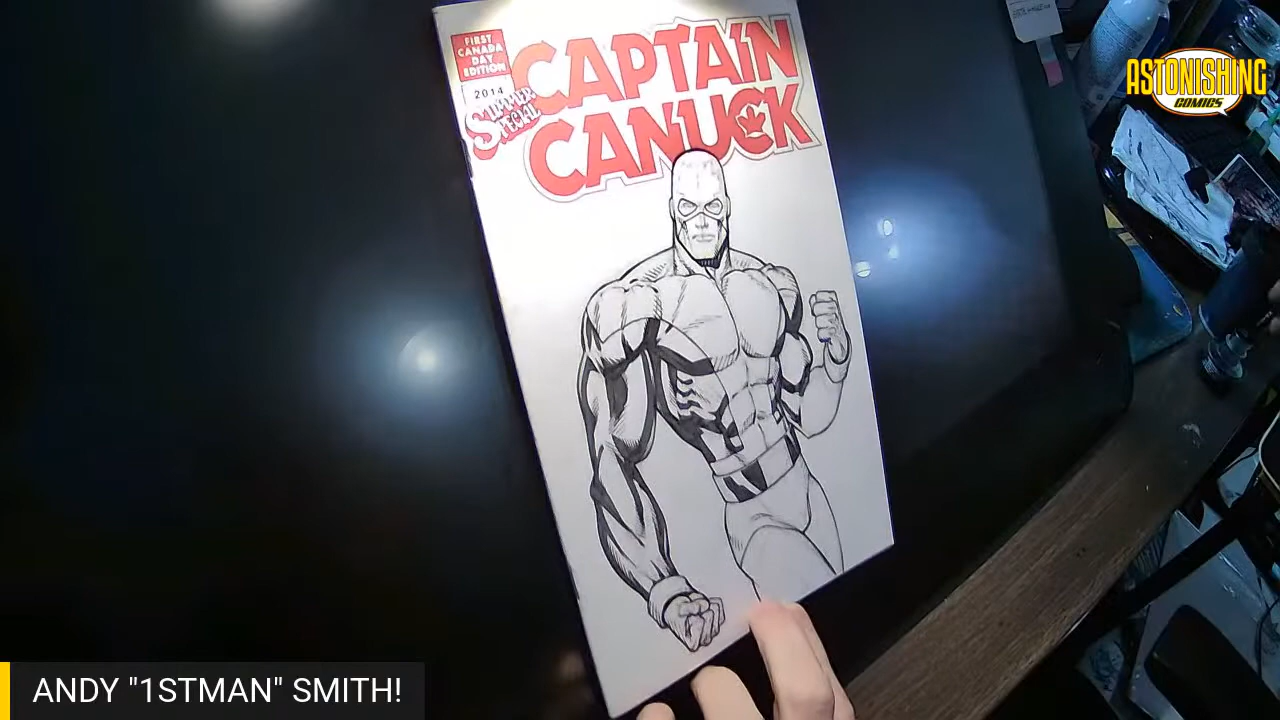 FIRST
CANADA
DAY
EDITION
2014
SUMMER
SPECIAL
CAPTAIN
CANUCK
ASTONISHING
COMICS
ANDY "1STMAN" SMITH!